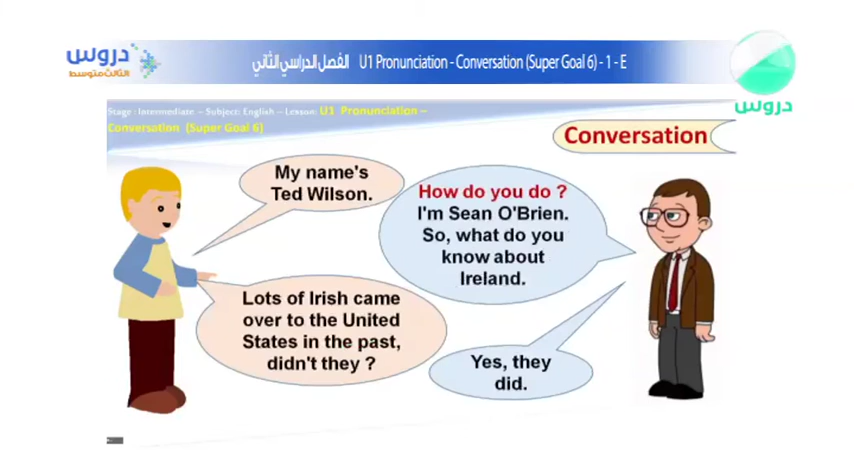 دروس
الثالث متوسط
الفصل الدراسي الثاني U1 Pronunciation - Conversation (Super Goal 6) - 1 - E
دروس
Stage : Intermediate – Subject: English – Lesson: U1 Pronunciation –
Conversation (Super Goal 6)
Conversation
My name's
Ted Wilson.
How do you do ?
I'm Sean O'Brien.
So, what do you
know about
Ireland.
Lots of Irish came
over to the United
States in the past,
didn't they ?
Yes, they
did.